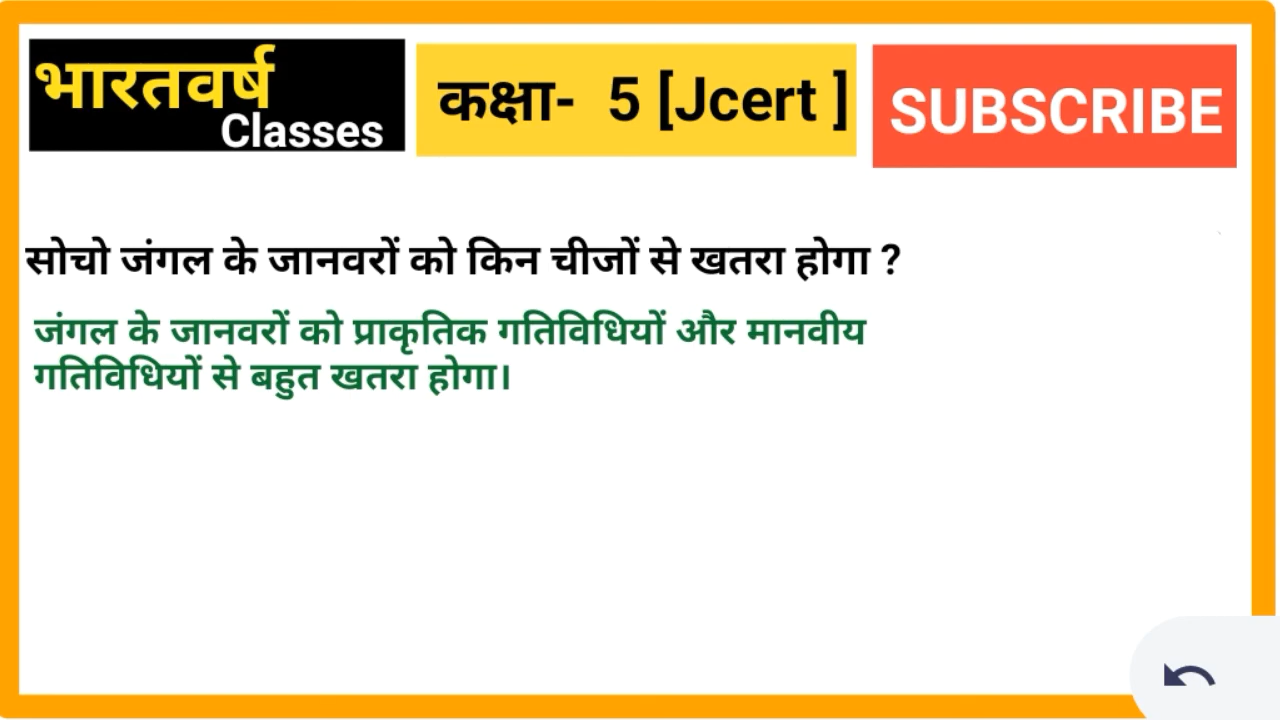 भारतवर्ष
Classes
कक्षा- 5 [Jcert ]
SUBSCRIBE
सोचो जंगल के जानवरों को किन चीजों से खतरा होगा ?
जंगल के जानवरों को प्राकृतिक गतिविधियों और मानवीय
गतिविधियों से बहुत खतरा होगा।